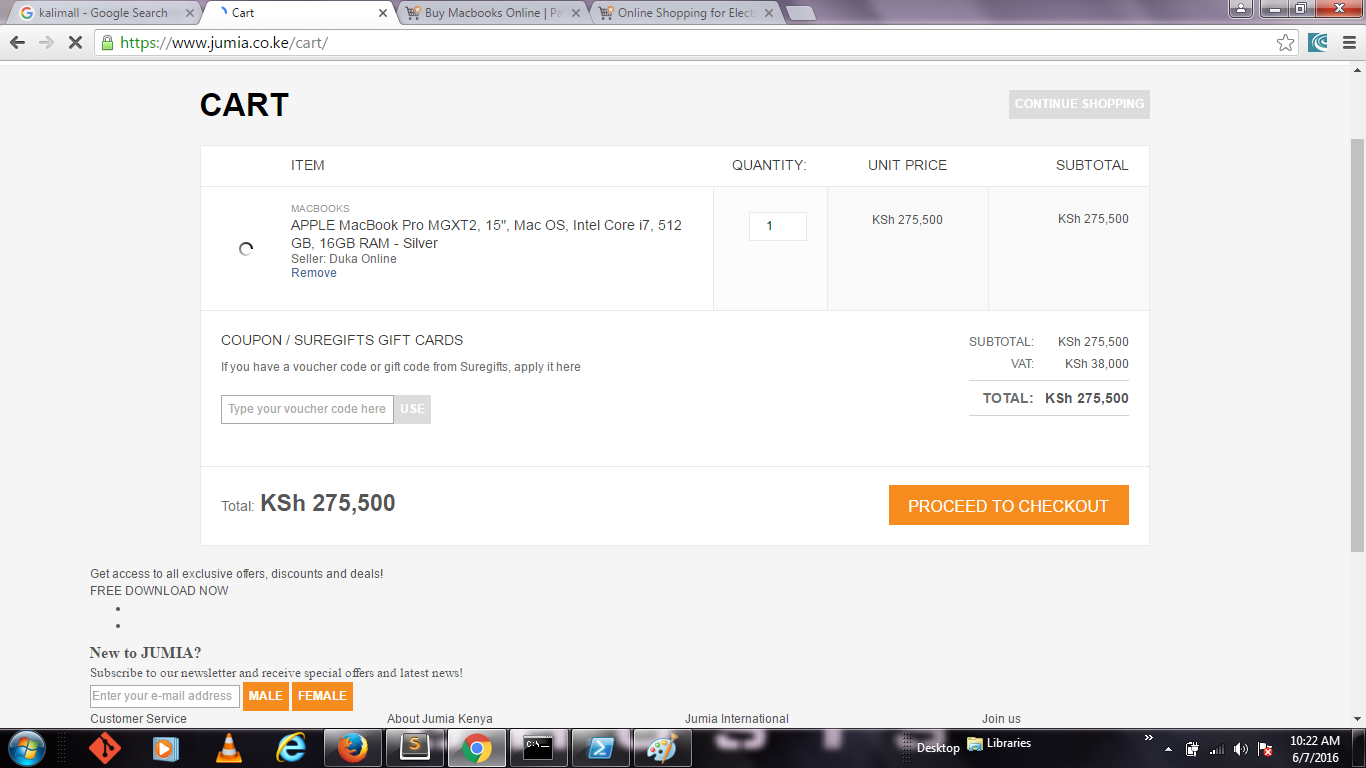 kalimall - Google Search
Cart
Buy Macbooks Online | Pa
Online Shopping for Elect
https://www.jumia.co.ke/cart/
CART
CONTINUE SHOPPING
ITEM QUANTITY: UNIT PRICE SUBTOTAL
MACBOOKS
APPLE MacBook Pro MGXT2, 15", Mac OS, Intel Core i7, 512
GB, 16GB RAM - Silver
Seller: Duka Online
Remove
1
KSh 275,500
KSh 275,500
COUPON / SUREGIFTS GIFT CARDS
If you have a voucher code or gift code from Suregifts, apply it here
Type your voucher code here USE
SUBTOTAL: KSh 275,500
VAT: KSh 38,000
TOTAL: KSh 275,500
Total: KSh 275,500
PROCEED TO CHECKOUT
Get access to all exclusive offers, discounts and deals!
FREE DOWNLOAD NOW
New to JUMIA?
Subscribe to our newsletter and receive special offers and latest news!
Enter your e-mail address MALE FEMALE
Customer Service About Jumia Kenya Jumia International Join us
C:\_
Desktop
Libraries
10:22 AM
6/7/2016